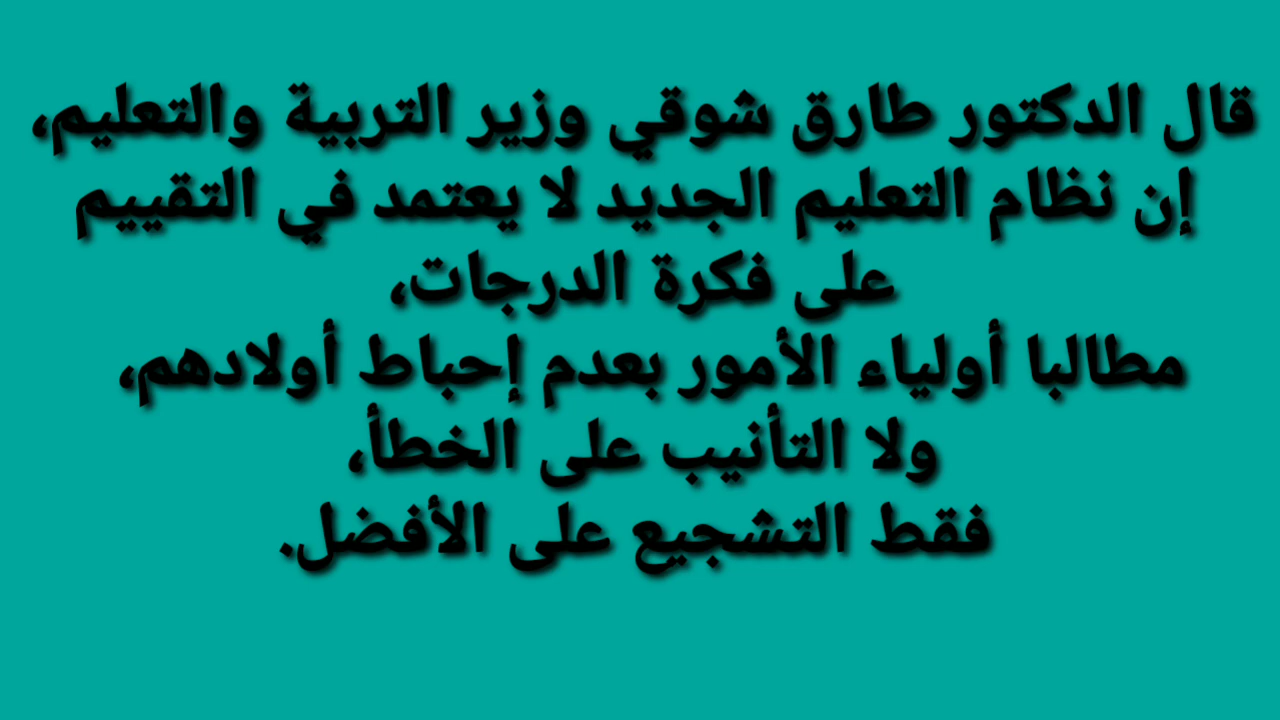 قال الدكتور طارق شوقي وزير التربية والتعليم،
إن نظام التعليم الجديد لا يعتمد في التقييم
على فكرة الدرجات،
مطالبا أولياء الأمور بعدم إحباط أولادهم،
ولا التأنيب على الخطأ،
فقط التشجيع على الأفضل.